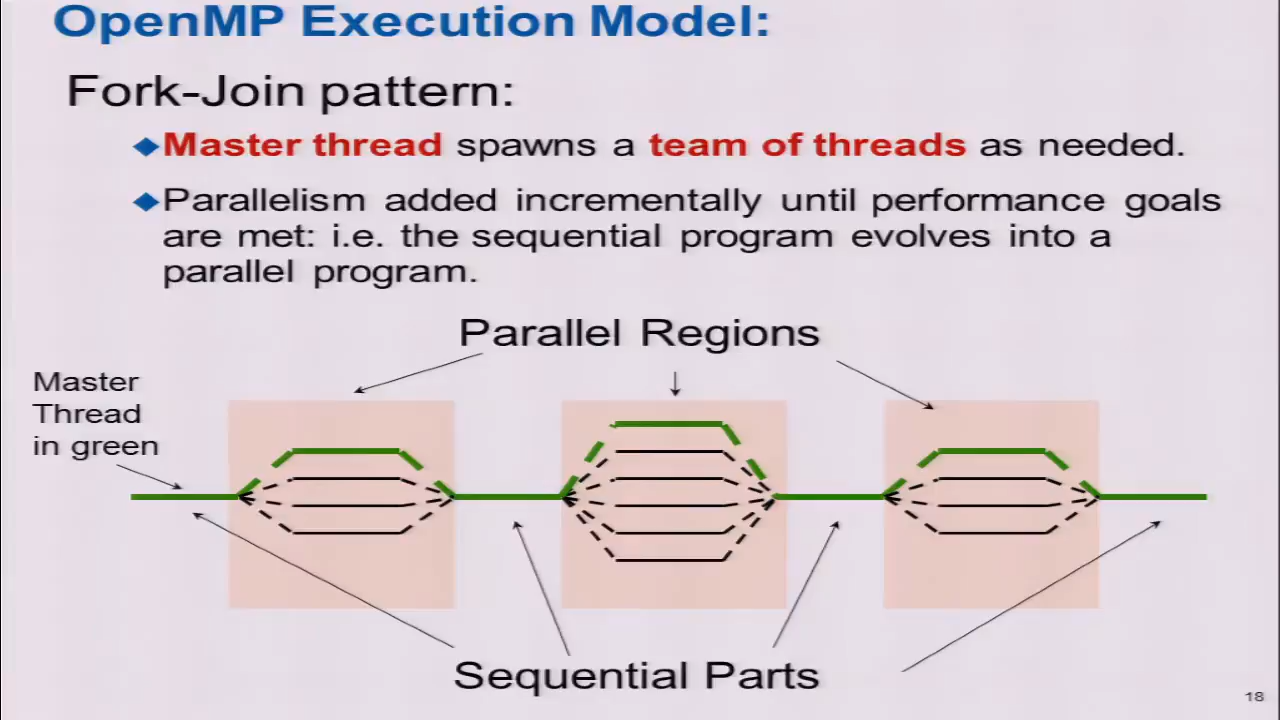 OpenMP Execution Model:
Fork-Join pattern:
Master thread spawns a team of threads as needed.
Parallelism added incrementally until performance goals
are met: i.e. the sequential program evolves into a
parallel program.
Parallel Regions
Master
Thread
in green
Sequential Parts
18